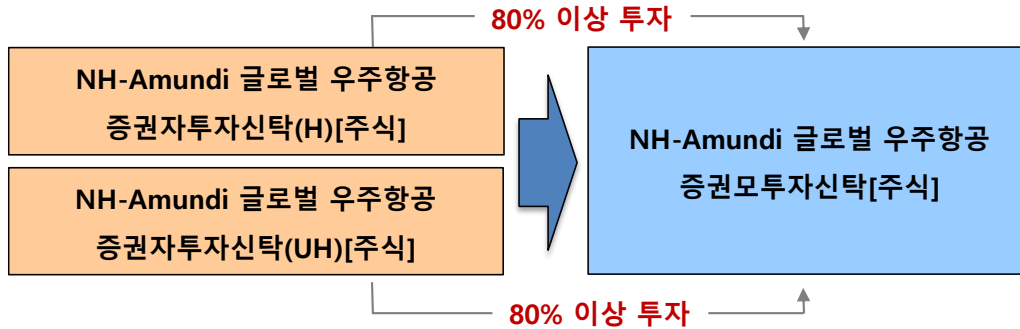 80% 이상 투자
NH-Amundi 글로벌 우주항공
증권자투자신탁(H)[주식]
NH-Amundi 글로벌 우주항공
증권자투자신탁(UH)[주식]
NH-Amundi 글로벌 우주항공
증권모투자신탁[주식]
80% 이상 투자